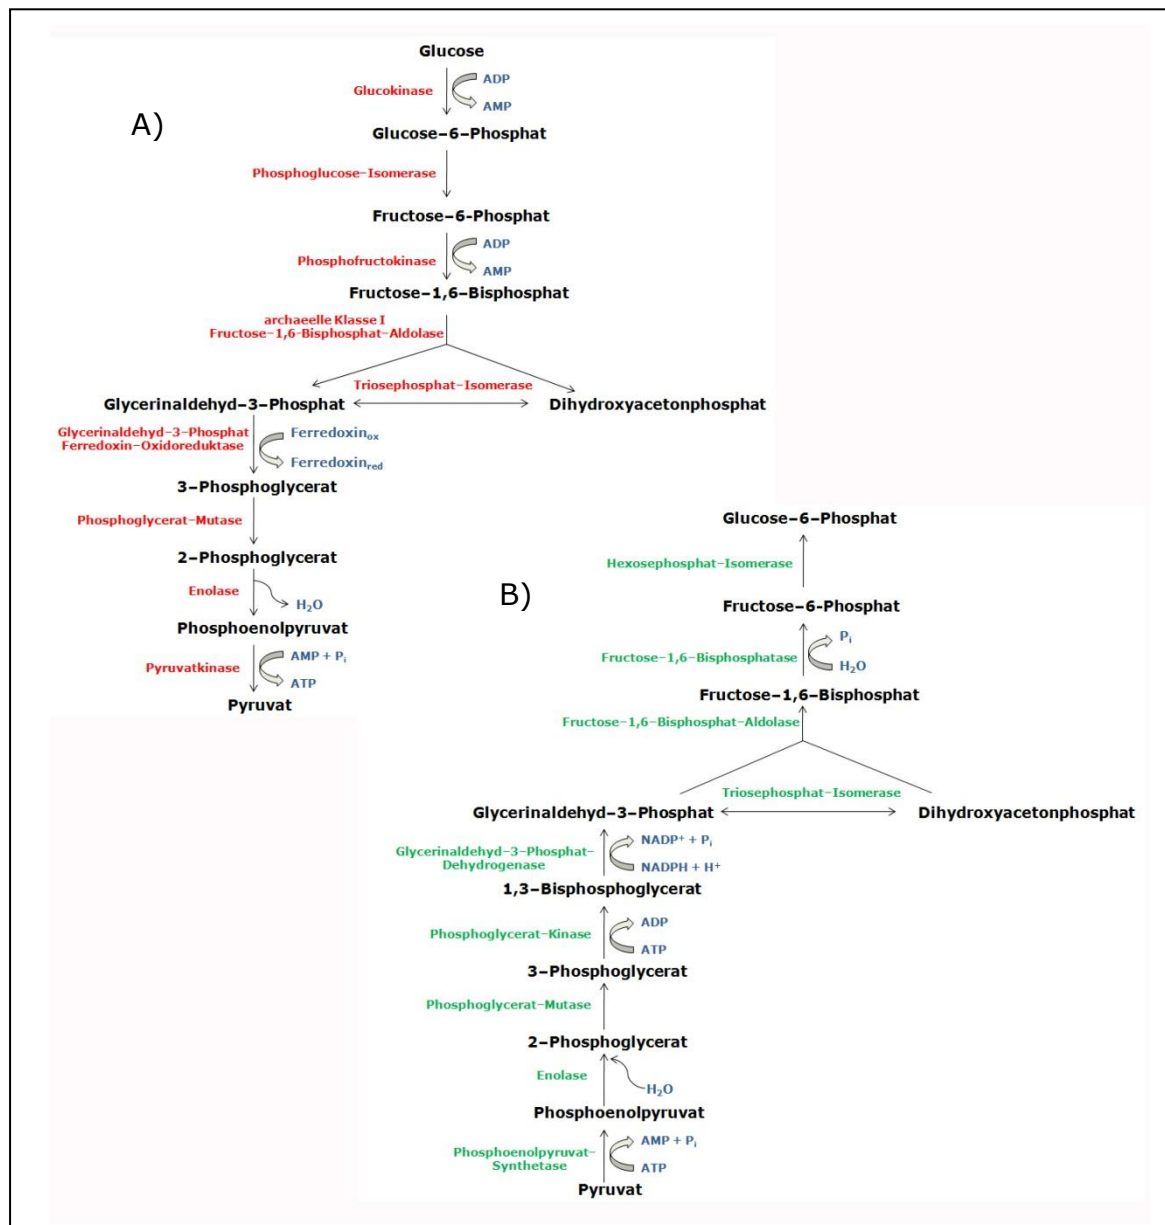 A)
Glucose
Glucokinase
ADP
AMP
Glucose-6-Phosphat
Phosphoglucose-Isomerase
Fructose-6-Phosphat
Phosphofructokinase
ADP
AMP
Fructose-1,6-Bisphosphat
archaeelle Klasse I
Fructose-1,6-Bisphosphat-Aldolase
Triosephosphat-Isomerase
Glycerinaldehyd-3-Phosphat
Dihydroxyacetonphosphat
Glycerinaldehyd-3-Phosphat
Ferredoxin-Oxidoreduktase
Ferredoxinox
Ferredoxinred
3-Phosphoglycerat
Phosphoglycerat-Mutase
2-Phosphoglycerat
Enolase
H2O
Phosphoenolpyruvat
Pyruvatkinase
AMP + Pi
ATP
Pyruvat
B)
Glucose-6-Phosphat
Hexosephosphat-Isomerase
Fructose-6-Phosphat
Fructose-1,6-Bisphosphatase
Pi
H2O
Fructose-1,6-Bisphosphat
Fructose-1,6-Bisphosphat-Aldolase
Triosephosphat-Isomerase
Glycerinaldehyd-3-Phosphat
Dihydroxyacetonphosphat
Glycerinaldehyd-3-Phosphat-
Dehydrogenase
NADP+ + Pi
NADPH + H+
1,3-Bisphosphoglycerat
Phosphoglycerat-Kinase
ADP
ATP
3-Phosphoglycerat
Phosphoglycerat-Mutase
2-Phosphoglycerat
Enolase
H2O
Phosphoenolpyruvat
Phosphoenolpyruvat-
Synthetase
AMP + Pi
ATP
Pyruvat